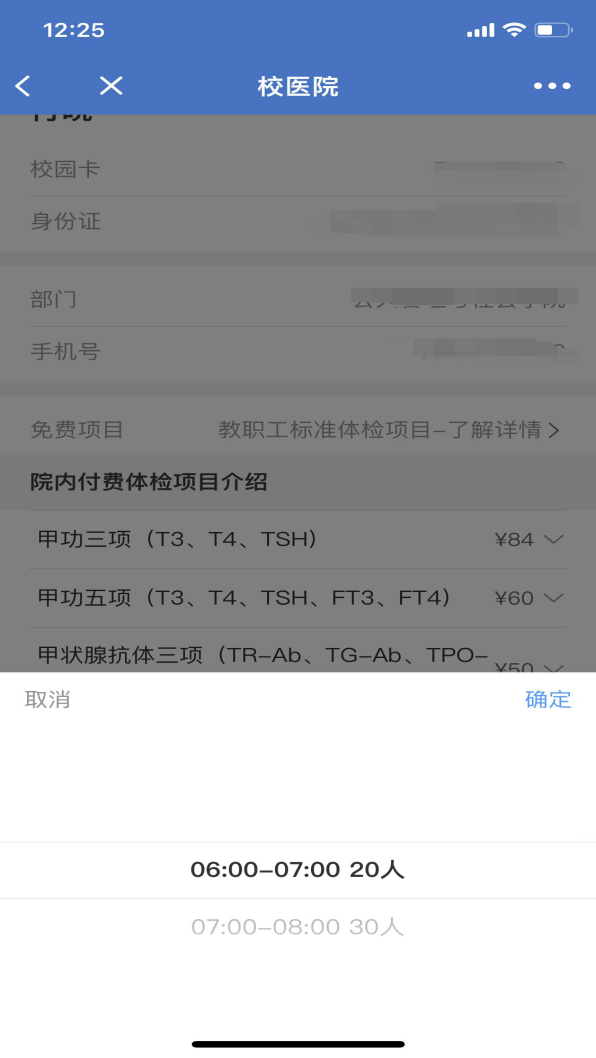 12:25
校医院
校园卡
身份证
部门
手机号
免费项目 教职工标准体检项目–了解详情
院内付费体检项目介绍
甲功三项（T3、T4、TSH） ¥84
甲功五项（T3、T4、TSH、FT3、FT4） ¥60
甲状腺抗体三项（TR–Ab、TG–Ab、TPO– ¥50
取消 确定
06:00–07:00 20人
07:00–08:00 30人